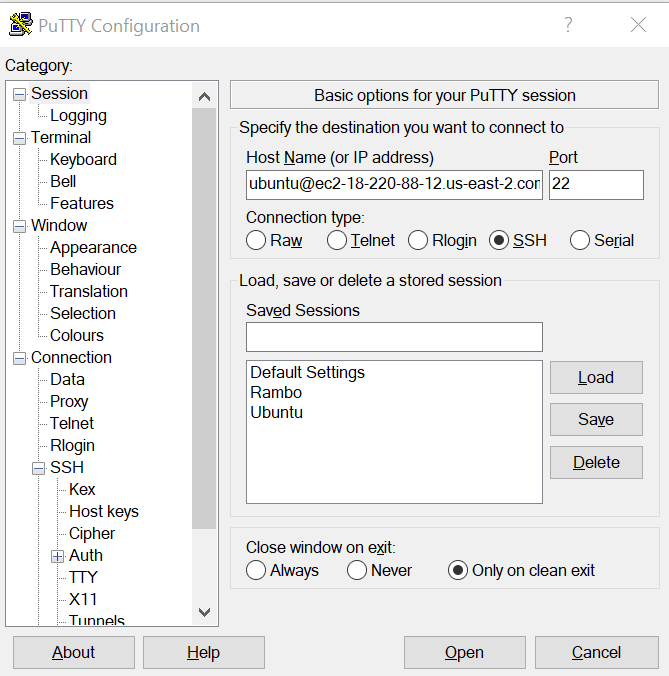 PuTTY Configuration
?
Category:
Session
Logging
Terminal
Keyboard
Bell
Features
Window
Appearance
Behaviour
Translation
Selection
Colours
Connection
Data
Proxy
Telnet
Rlogin
SSH
Kex
Host keys
Cipher
Auth
TTY
X11
Tunnels
Basic options for your PuTTY session
Specify the destination you want to connect to
Host Name (or IP address) Port
ubuntu@ec2-18-220-88-12.us-east-2.com 22
Connection type:
Raw Telnet Rlogin SSH Serial
Load, save or delete a stored session
Saved Sessions
Default Settings
Rambo
Ubuntu
Load
Save
Delete
Close window on exit:
Always Never Only on clean exit
About Help Open Cancel